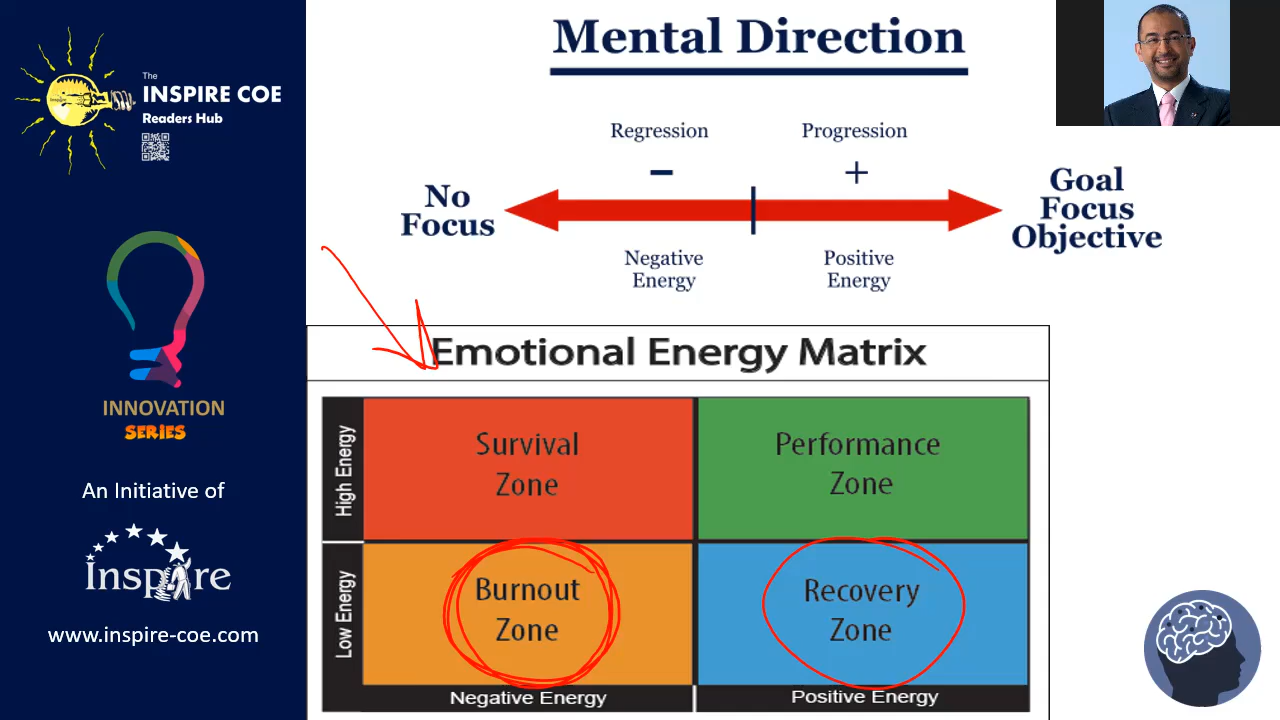 The
INSPIRE COE
Readers Hub
INNOVATION
SERIES
An Initiative of
Inspire
www.inspire-coe.com
Mental Direction
Regression
Progression
−
+
No
Focus
Goal
Focus
Objective
Negative
Energy
Positive
Energy
Emotional Energy Matrix
High Energy
Survival
Zone
Performance
Zone
Low Energy
Burnout
Zone
Recovery
Zone
Negative Energy
Positive Energy